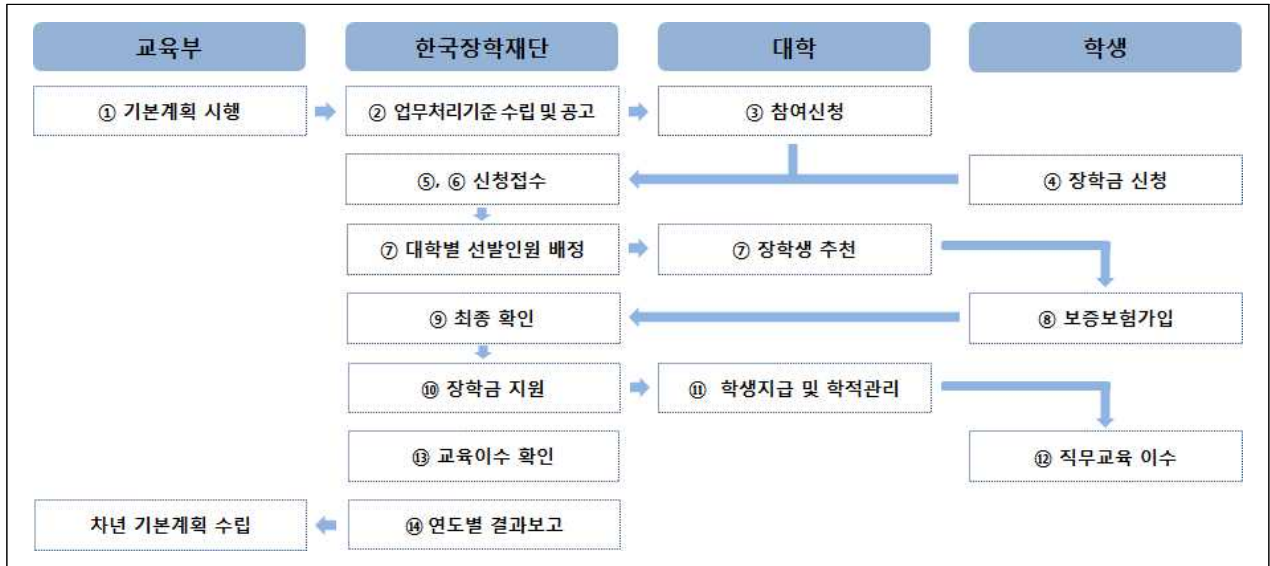 교육부 한국장학재단 대학 학생
① 기본계획 시행 ② 업무처리기준 수립 및 공고 ③ 참여신청
⑤, ⑥ 신청접수 ④ 장학금 신청
⑦ 대학별 선발인원 배정 ⑦ 장학생 추천
⑨ 최종 확인 ⑧ 보증보험가입
⑩ 장학금 지원 ⑪ 학생지급 및 학적관리
⑬ 교육이수 확인 ⑫ 직무교육 이수
차년 기본계획 수립 ⑭ 연도별 결과보고